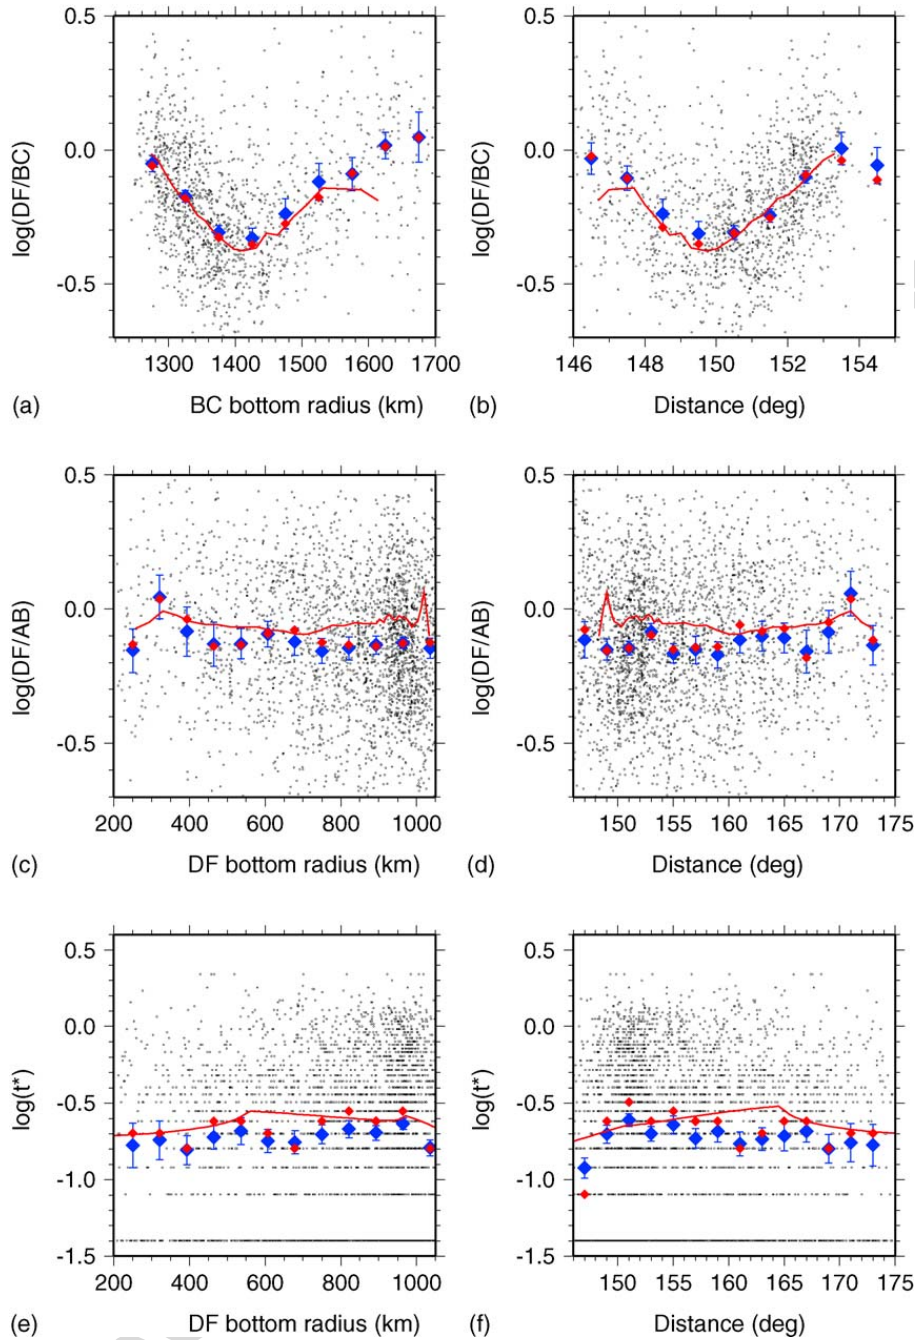 0.5
0.0
-0.5
log(DF/BC)
1300 1400 1500 1600 1700
(a) BC bottom radius (km)
0.5
0.0
-0.5
log(DF/BC)
146 148 150 152 154
(b) Distance (deg)
0.5
0.0
-0.5
log(DF/AB)
200 400 600 800 1000
(c) DF bottom radius (km)
0.5
0.0
-0.5
log(DF/AB)
150 155 160 165 170 175
(d) Distance (deg)
0.5
0.0
-0.5
-1.0
-1.5
log(t*)
200 400 600 800 1000
(e) DF bottom radius (km)
0.5
0.0
-0.5
-1.0
-1.5
log(t*)
150 155 160 165 170 175
(f) Distance (deg)